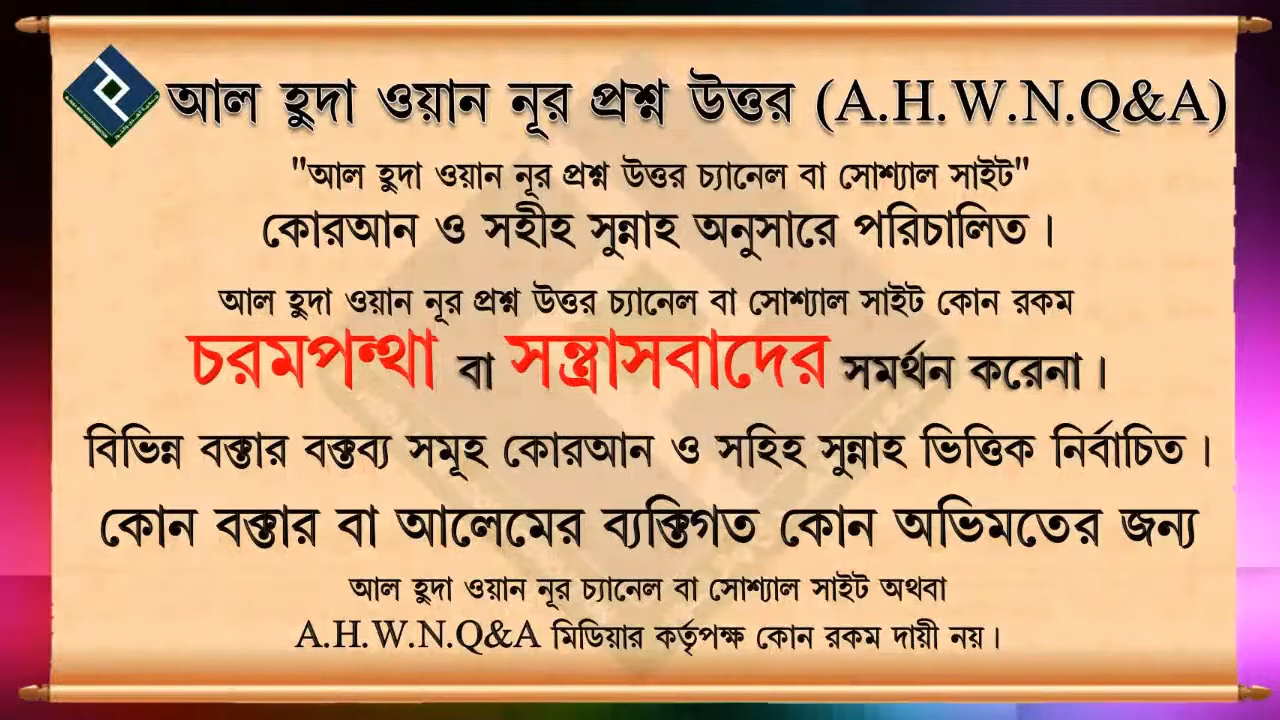 আল হুদা ওয়ান নূর প্রশ্ন উত্তর (A.H.W.N.Q&A)
"আল হুদা ওয়ান নূর প্রশ্ন উত্তর চ্যানেল বা সোশ্যাল সাইট"
কোরআন ও সহীহ সুন্নাহ অনুসারে পরিচালিত।
আল হুদা ওয়ান নূর প্রশ্ন উত্তর চ্যানেল বা সোশ্যাল সাইট কোন রকম
চরমপন্থা বা সন্ত্রাসবাদের সমর্থন করেনা।
বিভিন্ন বক্তার বক্তব্য সমূহ কোরআন ও সহিহ সুন্নাহ ভিত্তিক নির্বাচিত।
কোন বক্তার বা আলেমের ব্যক্তিগত কোন অভিমতের জন্য
আল হুদা ওয়ান নূর চ্যানেল বা সোশ্যাল সাইট অথবা
A.H.W.N.Q&A মিডিয়ার কর্তৃপক্ষ কোন রকম দায়ী নয়।